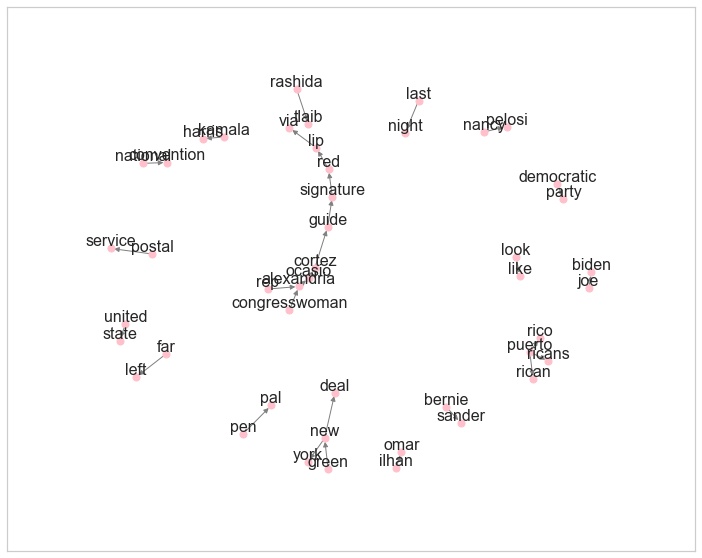 rashida
last
via tlaib
night
nancy pelosi
harris kamala
lip
national convention
red
democratic
signature
party
guide
service postal
look
cortez
ocasio
like
biden
rep alexandria
joe
congresswoman
united
state
rico
far
puerto
ricans
left
rican
deal
pal
bernie
sander
pen
new
omar
york green
ilhan